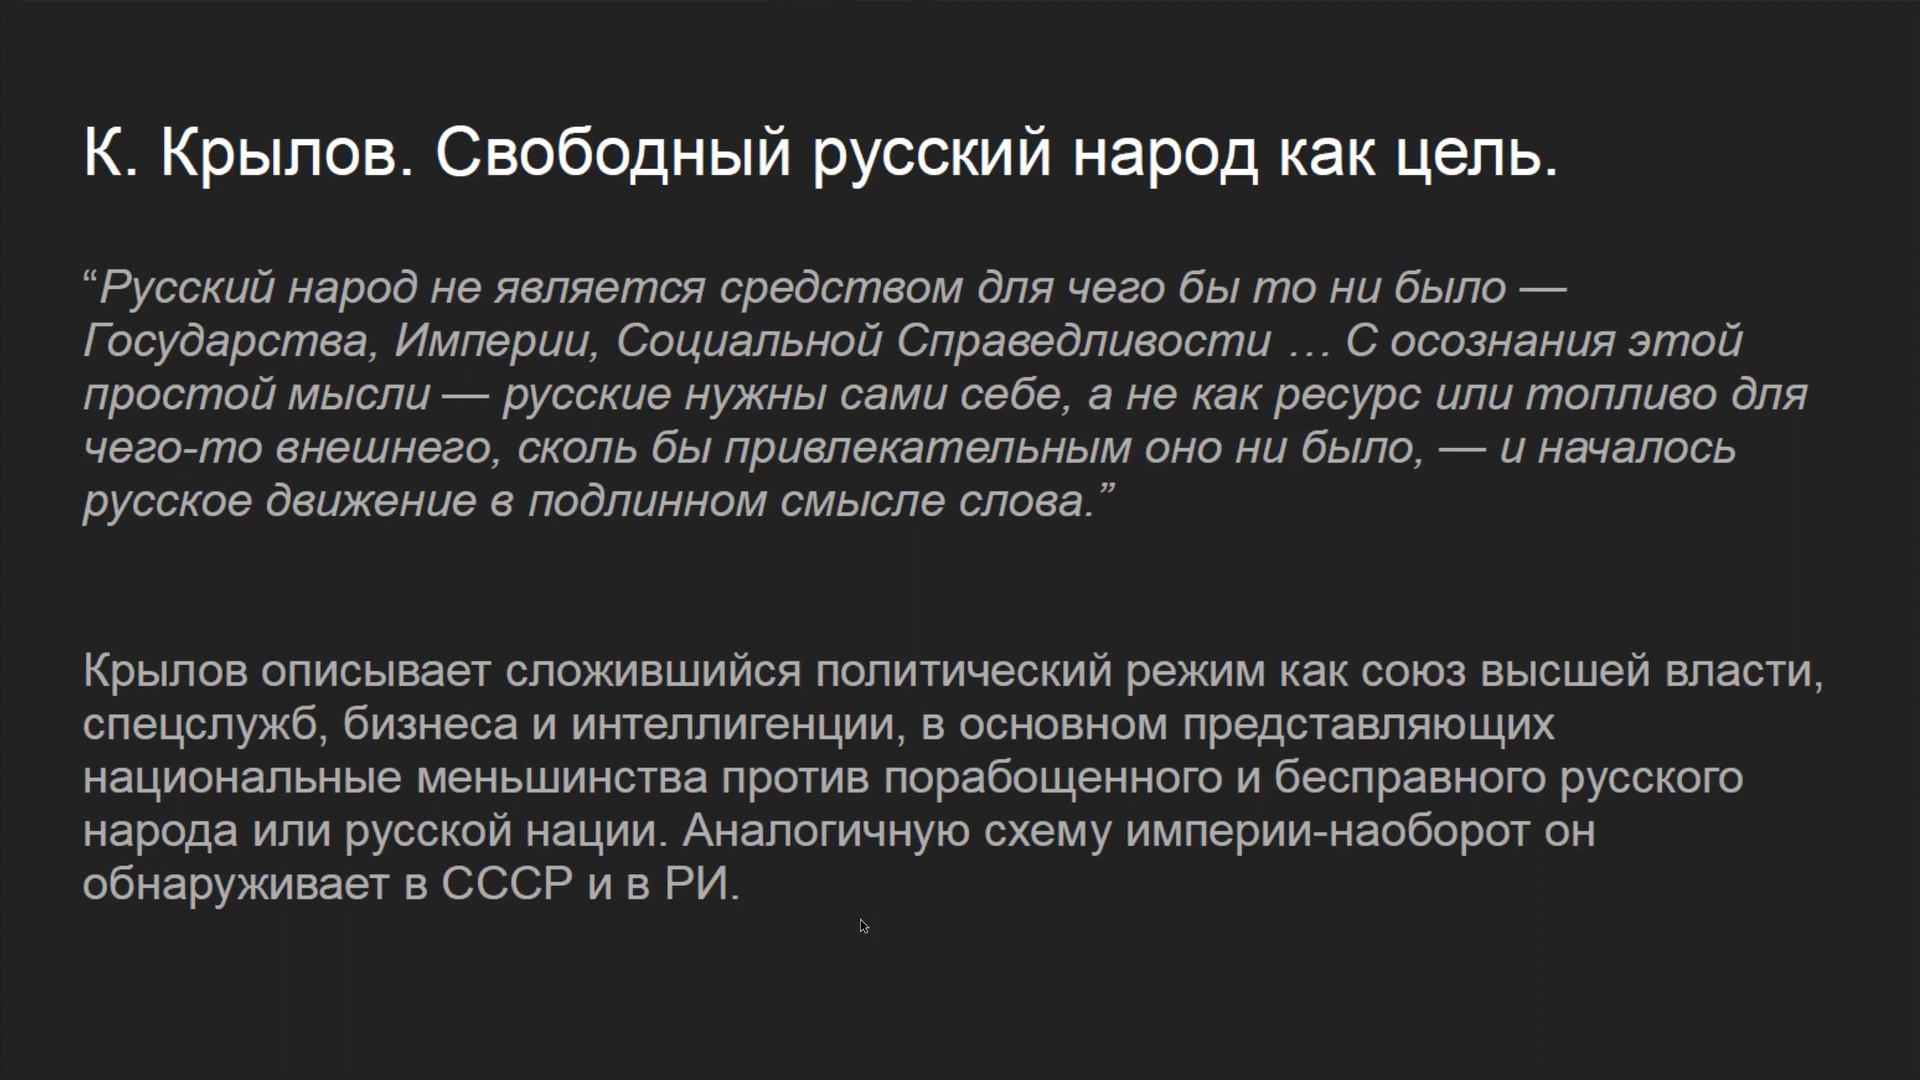 К. Крылов. Свободный русский народ как цель.
“Русский народ не является средством для чего бы то ни было —
Государства, Империи, Социальной Справедливости … С осознания этой
простой мысли — русские нужны сами себе, а не как ресурс или топливо для
чего-то внешнего, сколь бы привлекательным оно ни было, — и началось
русское движение в подлинном смысле слова.”
Крылов описывает сложившийся политический режим как союз высшей власти,
спецслужб, бизнеса и интеллигенции, в основном представляющих
национальные меньшинства против порабощенного и бесправного русского
народа или русской нации. Аналогичную схему империи-наоборот он
обнаруживает в СССР и в РИ.